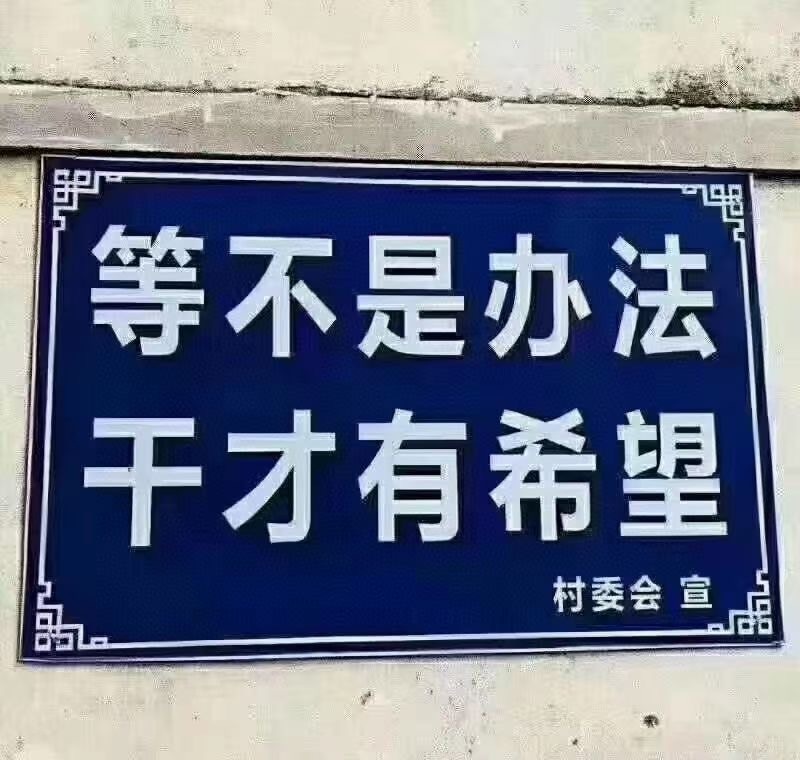 等不是办法
干才有希望
村委会 宣